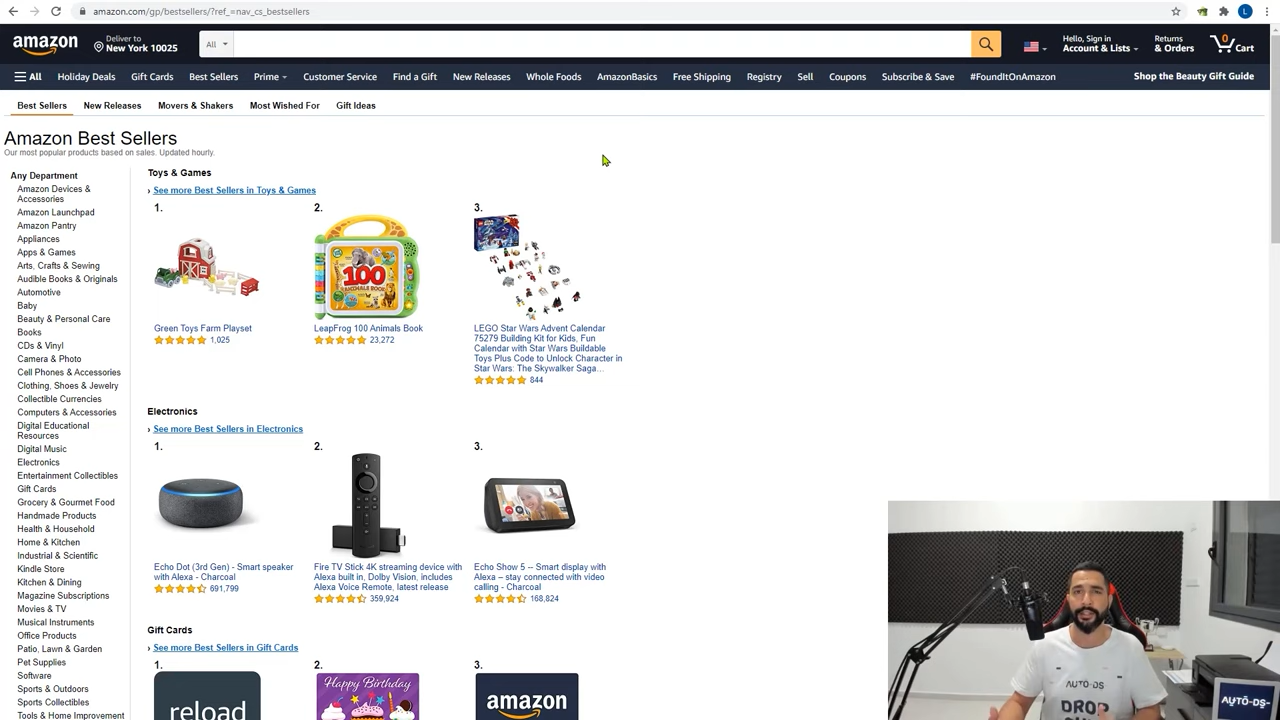 amazon.com/gp/bestsellers/?ref_=nav_cs_bestsellers
L
amazon
Deliver to
New York 10025
All
Hello, Sign in
Account & Lists
Returns
& Orders
0
Cart
All
Holiday Deals
Gift Cards
Best Sellers
Prime
Customer Service
Find a Gift
New Releases
Whole Foods
AmazonBasics
Free Shipping
Registry
Sell
Coupons
Subscribe & Save
#FoundItOnAmazon
Shop the Beauty Gift Guide
Best Sellers
New Releases
Movers & Shakers
Most Wished For
Gift Ideas
Amazon Best Sellers
Our most popular products based on sales. Updated hourly.
Any Department
Amazon Devices &
Accessories
Amazon Launchpad
Amazon Pantry
Appliances
Apps & Games
Arts, Crafts & Sewing
Audible Books & Originals
Automotive
Baby
Beauty & Personal Care
Books
CDs & Vinyl
Camera & Photo
Cell Phones & Accessories
Clothing, Shoes & Jewelry
Collectible Currencies
Computers & Accessories
Digital Educational
Resources
Digital Music
Electronics
Entertainment Collectibles
Gift Cards
Grocery & Gourmet Food
Handmade Products
Health & Household
Home & Kitchen
Industrial & Scientific
Kindle Store
Kitchen & Dining
Magazine Subscriptions
Movies & TV
Musical Instruments
Office Products
Patio, Lawn & Garden
Pet Supplies
Software
Sports & Outdoors
Sports Collectibles
Tools & Home Improvement
Toys & Games
› See more Best Sellers in Toys & Games
1.
Green Toys Farm Playset
1,025
2.
100
ANIMALS BOOK
LeapFrog 100 Animals Book
23,272
3.
LEGO Star Wars Advent Calendar
75279 Building Kit for Kids, Fun
Calendar with Star Wars Buildable
Toys Plus Code to Unlock Character in
Star Wars: The Skywalker Saga…
844
Electronics
› See more Best Sellers in Electronics
1.
Echo Dot (3rd Gen) - Smart speaker
with Alexa - Charcoal
691,799
2.
Fire TV Stick 4K streaming device with
Alexa built in, Dolby Vision, includes
Alexa Voice Remote, latest release
359,924
3.
Echo Show 5 -- Smart display with
Alexa – stay connected with video
calling - Charcoal
168,824
Gift Cards
› See more Best Sellers in Gift Cards
1.
reload
2.
Happy Birthday
3.
amazon
AUTO-DS
DROP
AUTO-DS